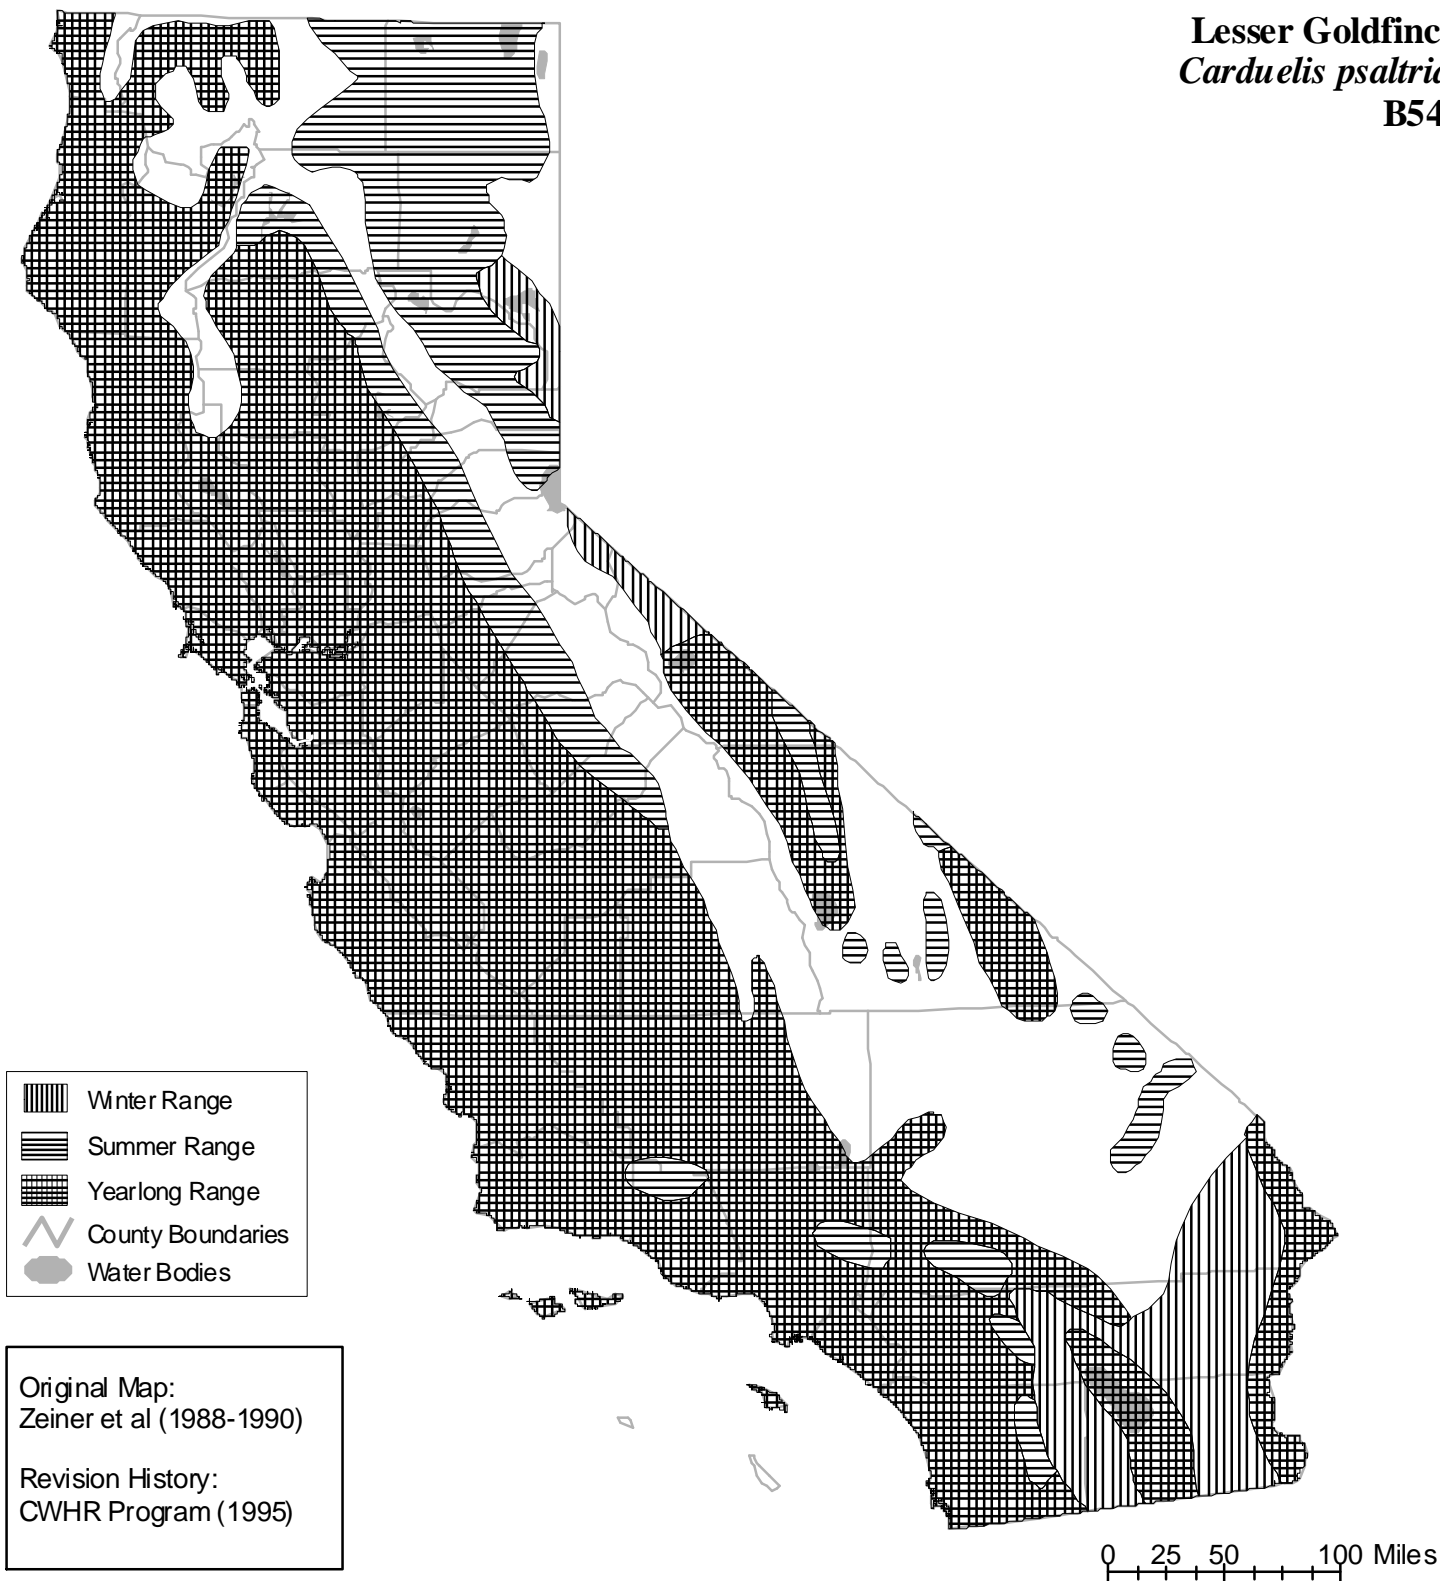 Lesser Goldfinc
Carduelis psaltria
B54
Winter Range
Summer Range
Yearlong Range
County Boundaries
Water Bodies
Original Map:
Zeiner et al (1988-1990)
Revision History:
CWHR Program (1995)
0 25 50 100 Miles